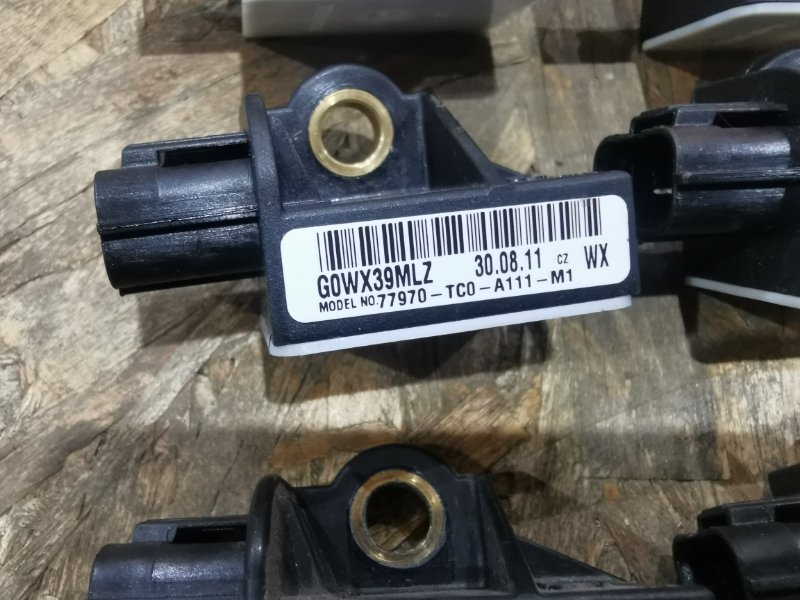 G0WX39MLZ 30.08.11 CZ WX
MODEL NO.77970-TC0-A111-M1